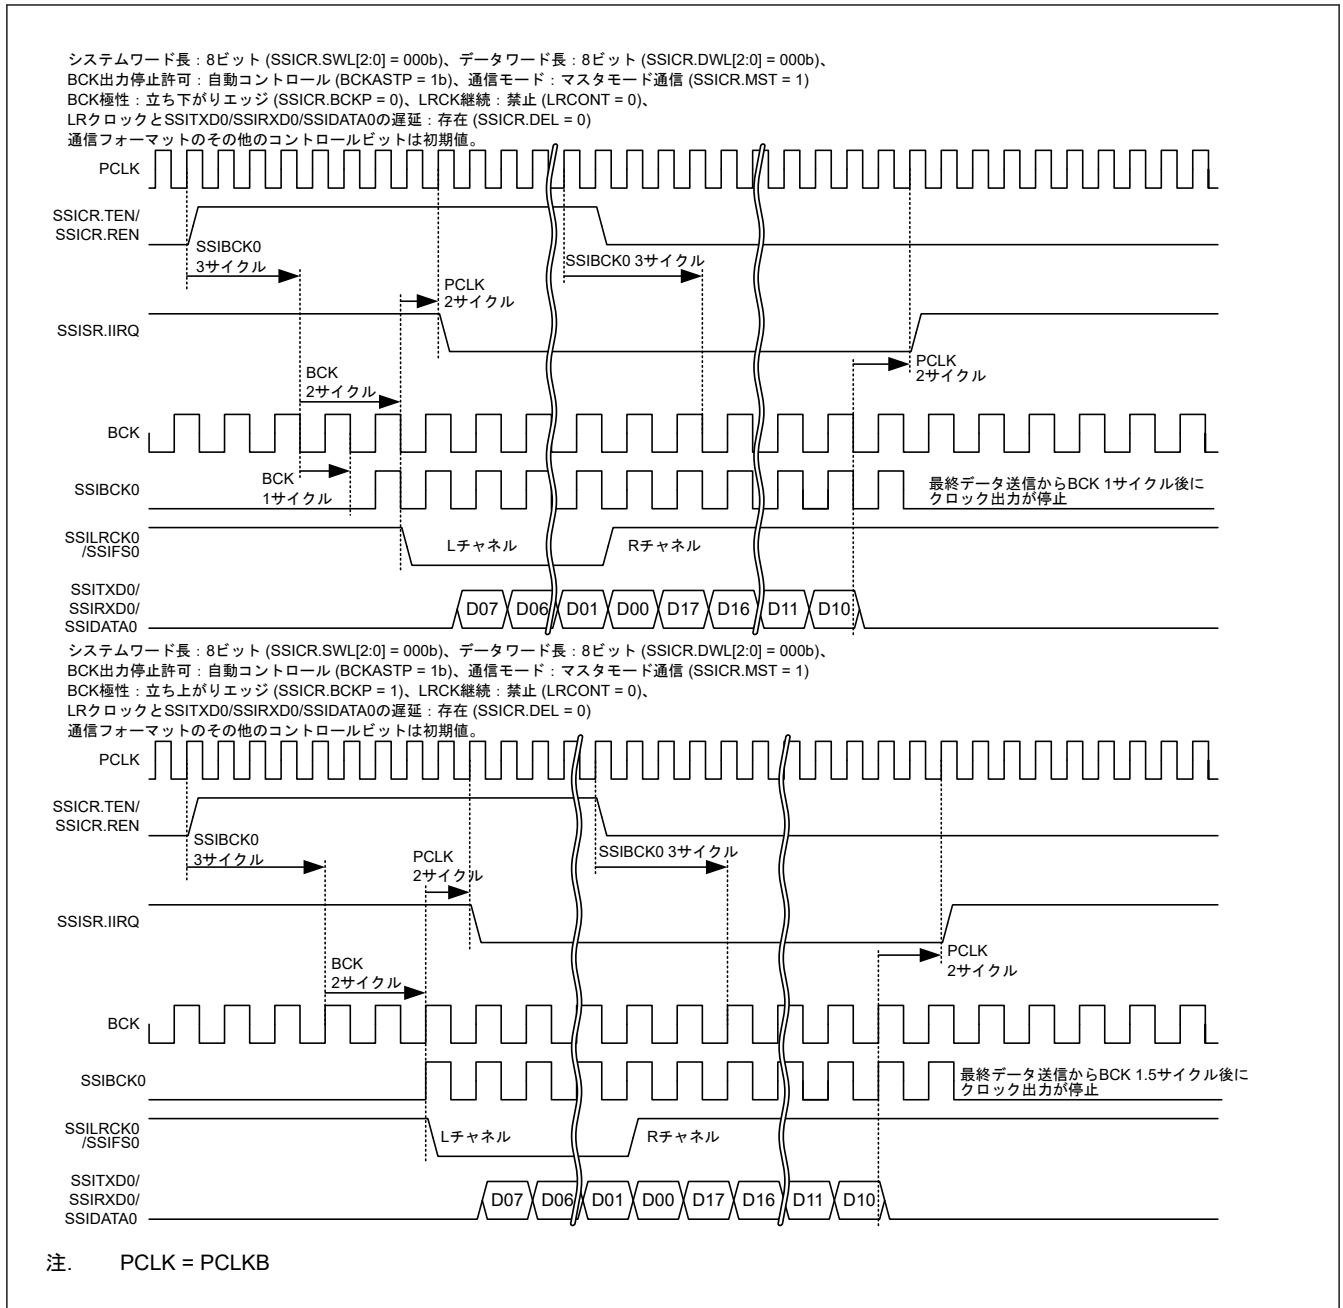 システムワード長：8ビット (SSICR.SWL[2:0] = 000b)、データワード長：8ビット (SSICR.DWL[2:0] = 000b)、
BCK出力停止許可：自動コントロール (BCKASTP = 1b)、通信モード：マスタモード通信 (SSICR.MST = 1)
BCK極性：立ち下がりエッジ (SSICR.BCKP = 0)、LRCK継続：禁止 (LRCONT = 0)、
LRクロックとSSITXD0/SSIRXD0/SSIDATA0の遅延：存在 (SSICR.DEL = 0)
通信フォーマットのその他のコントロールビットは初期値。
PCLK
SSICR.TEN/
SSICR.REN
SSIBCK0
3サイクル
SSIBCK0 3サイクル
PCLK
2サイクル
SSISR.IIRQ
PCLK
2サイクル
BCK
2サイクル
BCK
BCK
1サイクル
SSIBCK0
最終データ送信からBCK 1サイクル後に
クロック出力が停止
SSILRCK0
/SSIFS0
Lチャネル
Rチャネル
SSITXD0/
SSIRXD0/
SSIDATA0
D07 D06 D01 D00 D17 D16 D11 D10
システムワード長：8ビット (SSICR.SWL[2:0] = 000b)、データワード長：8ビット (SSICR.DWL[2:0] = 000b)、
BCK出力停止許可：自動コントロール (BCKASTP = 1b)、通信モード：マスタモード通信 (SSICR.MST = 1)
BCK極性：立ち上がりエッジ (SSICR.BCKP = 1)、LRCK継続：禁止 (LRCONT = 0)、
LRクロックとSSITXD0/SSIRXD0/SSIDATA0の遅延：存在 (SSICR.DEL = 0)
通信フォーマットのその他のコントロールビットは初期値。
PCLK
SSICR.TEN/
SSICR.REN
SSIBCK0
3サイクル
PCLK
2サイクル
SSIBCK0 3サイクル
SSISR.IIRQ
PCLK
2サイクル
BCK
2サイクル
BCK
SSIBCK0
最終データ送信からBCK 1.5サイクル後に
クロック出力が停止
SSILRCK0
/SSIFS0
Lチャネル
Rチャネル
SSITXD0/
SSIRXD0/
SSIDATA0
D07 D06 D01 D00 D17 D16 D11 D10
注. PCLK = PCLKB